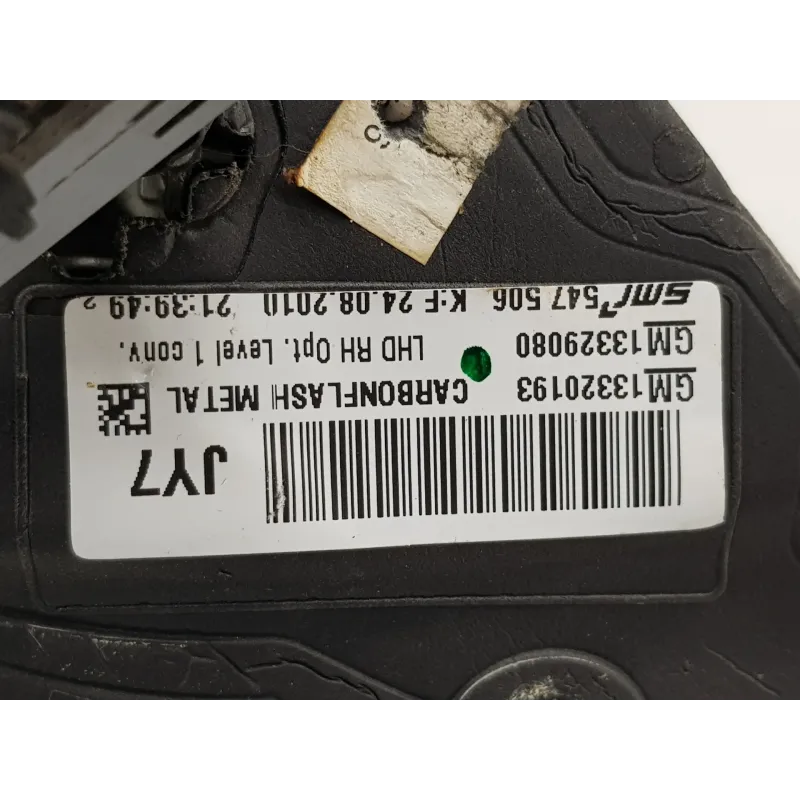 JY7
GM 13320193 CARBONFLASH METAL
GM 13329080 LHD RH Opt. Level 1 conv.
smr 547 506 K:F 24.08.2010 21:39:49 2